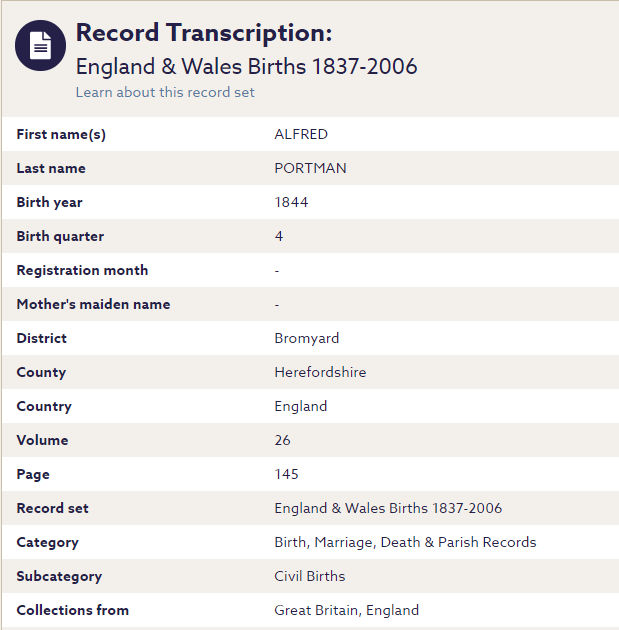 Record Transcription:
England & Wales Births 1837-2006
Learn about this record set
First name(s) ALFRED
Last name PORTMAN
Birth year 1844
Birth quarter 4
Registration month -
Mother's maiden name -
District Bromyard
County Herefordshire
Country England
Volume 26
Page 145
Record set England & Wales Births 1837-2006
Category Birth, Marriage, Death & Parish Records
Subcategory Civil Births
Collections from Great Britain, England